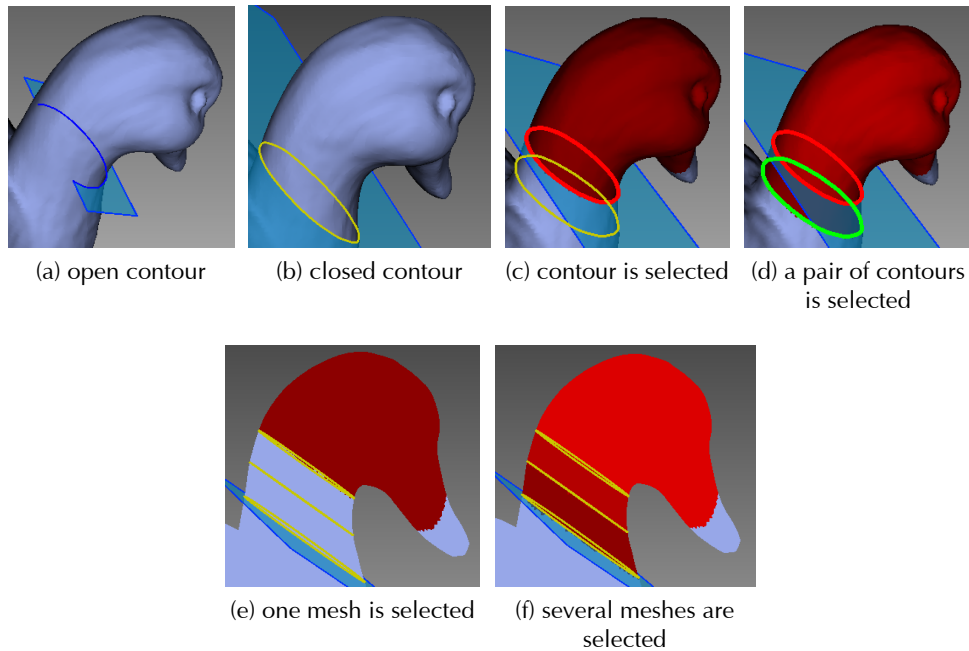 (a) open contour
(b) closed contour
(c) contour is selected
(d) a pair of contours
is selected
(e) one mesh is selected
(f) several meshes are
selected